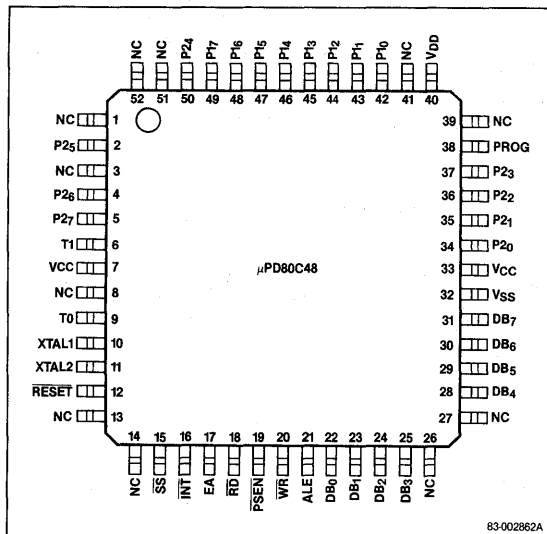 NC NC P24 P17 P16 P15 P14 P13 P12 P11 P10 NC VDD
52 51 50 49 48 47 46 45 44 43 42 41 40
NC 1
P25 2
NC 3
P26 4
P27 5
T1 6
VCC 7
NC 8
T0 9
XTAL1 10
XTAL2 11
RESET 12
NC 13
μPD80C48
39 NC
38 PROG
37 P23
36 P22
35 P21
34 P20
33 VCC
32 VSS
31 DB7
30 DB6
29 DB5
28 DB4
27 NC
14 15 16 17 18 19 20 21 22 23 24 25 26
NC SS INT EA RD PSEN WR ALE DB0 DB1 DB2 DB3 NC
83-002862A